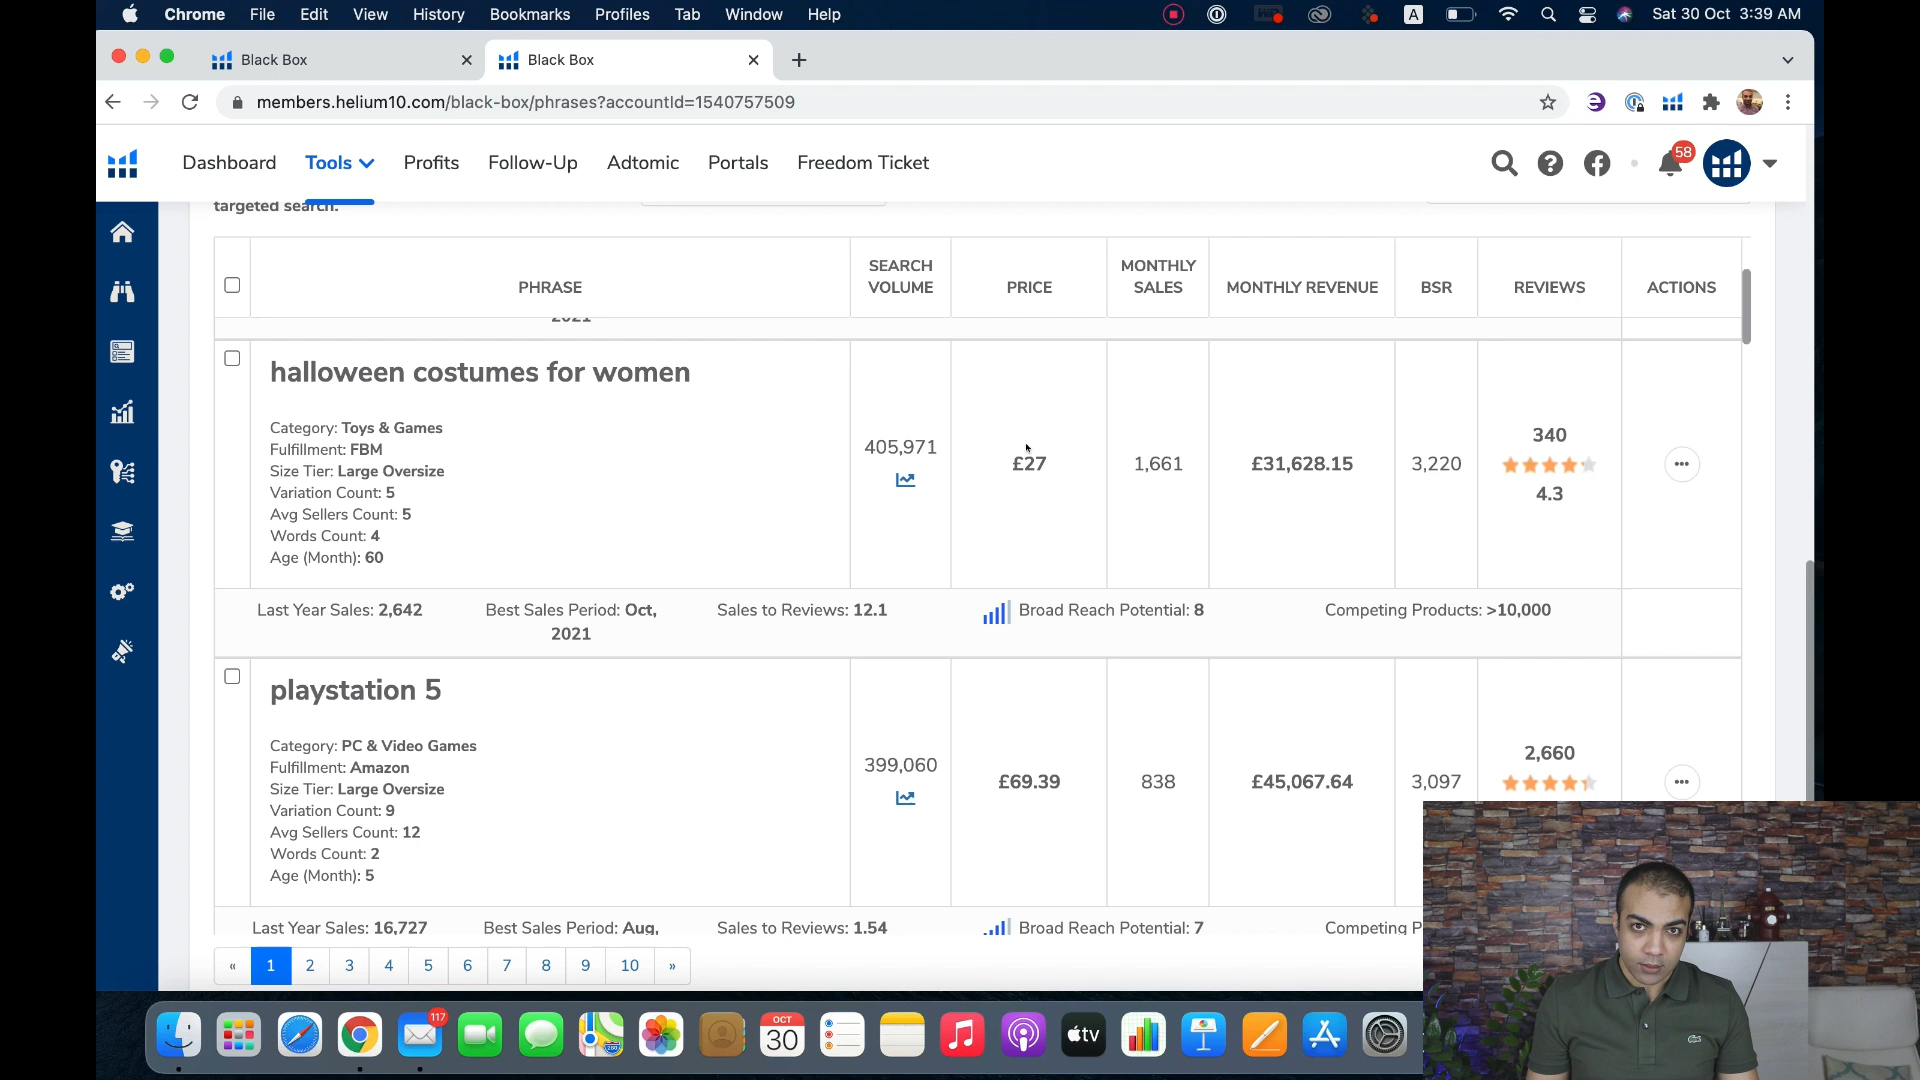 Chrome File Edit View History Bookmarks Profiles Tab Window Help
A
Sat 30 Oct 3:39 AM
Black Box
Black Box
members.helium10.com/black-box/phrases?accountId=1540757509
Dashboard Tools Profits Follow-Up Adtomic Portals Freedom Ticket
58
targeted search.
PHRASE
SEARCH VOLUME
PRICE
MONTHLY SALES
MONTHLY REVENUE
BSR
REVIEWS
ACTIONS
2021
halloween costumes for women
Category: Toys & Games
Fulfillment: FBM
Size Tier: Large Oversize
Variation Count: 5
Avg Sellers Count: 5
Words Count: 4
Age (Month): 60
405,971
£27
1,661
£31,628.15
3,220
340
4.3
Last Year Sales: 2,642
Best Sales Period: Oct,
2021
Sales to Reviews: 12.1
Broad Reach Potential: 8
Competing Products: >10,000
playstation 5
Category: PC & Video Games
Fulfillment: Amazon
Size Tier: Large Oversize
Variation Count: 9
Avg Sellers Count: 12
Words Count: 2
Age (Month): 5
399,060
£69.39
838
£45,067.64
3,097
2,660
Last Year Sales: 16,727
Best Sales Period: Aug,
Sales to Reviews: 1.54
Broad Reach Potential: 7
Competing P
« 1 2 3 4 5 6 7 8 9 10 »
117
OCT
30
tv